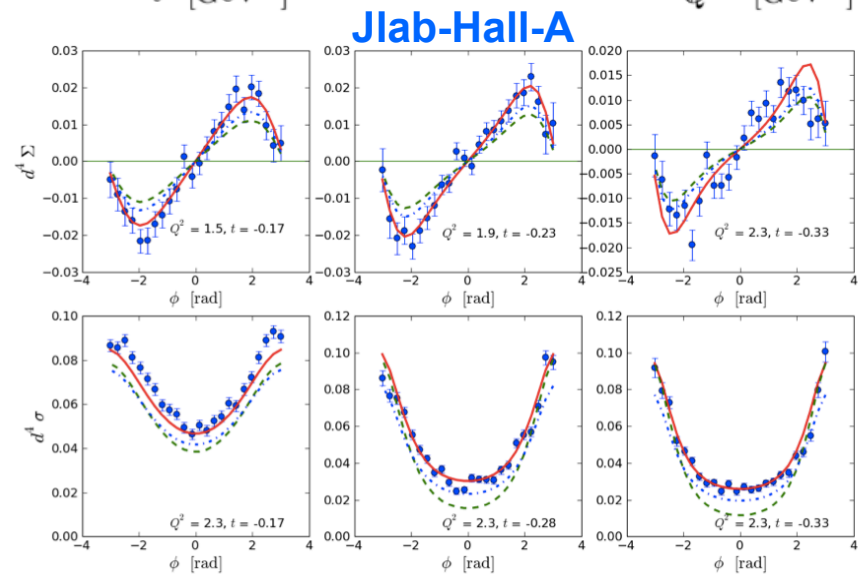 Jlab-Hall-A
0.03
0.02
0.01
0.00
−0.01
−0.02
−0.03
d⁴ Σ
Q² = 1.5, t = -0.17
−4 −2 0 2 4
ϕ [rad]
0.03
0.02
0.01
0.00
−0.01
−0.02
−0.03
Q² = 1.9, t = -0.23
−4 −2 0 2 4
ϕ [rad]
0.020
0.015
0.010
0.005
0.000
−0.005
−0.010
−0.015
−0.020
−0.025
Q² = 2.3, t = -0.33
−4 −2 0 2 4
ϕ [rad]
0.10
0.08
0.06
0.04
0.02
0.00
d⁴ σ
Q² = 2.3, t = -0.17
−4 −2 0 2 4
ϕ [rad]
0.12
0.10
0.08
0.06
0.04
0.02
0.00
Q² = 2.3, t = -0.28
−4 −2 0 2 4
ϕ [rad]
0.12
0.10
0.08
0.06
0.04
0.02
0.00
Q² = 2.3, t = -0.33
−4 −2 0 2 4
ϕ [rad]